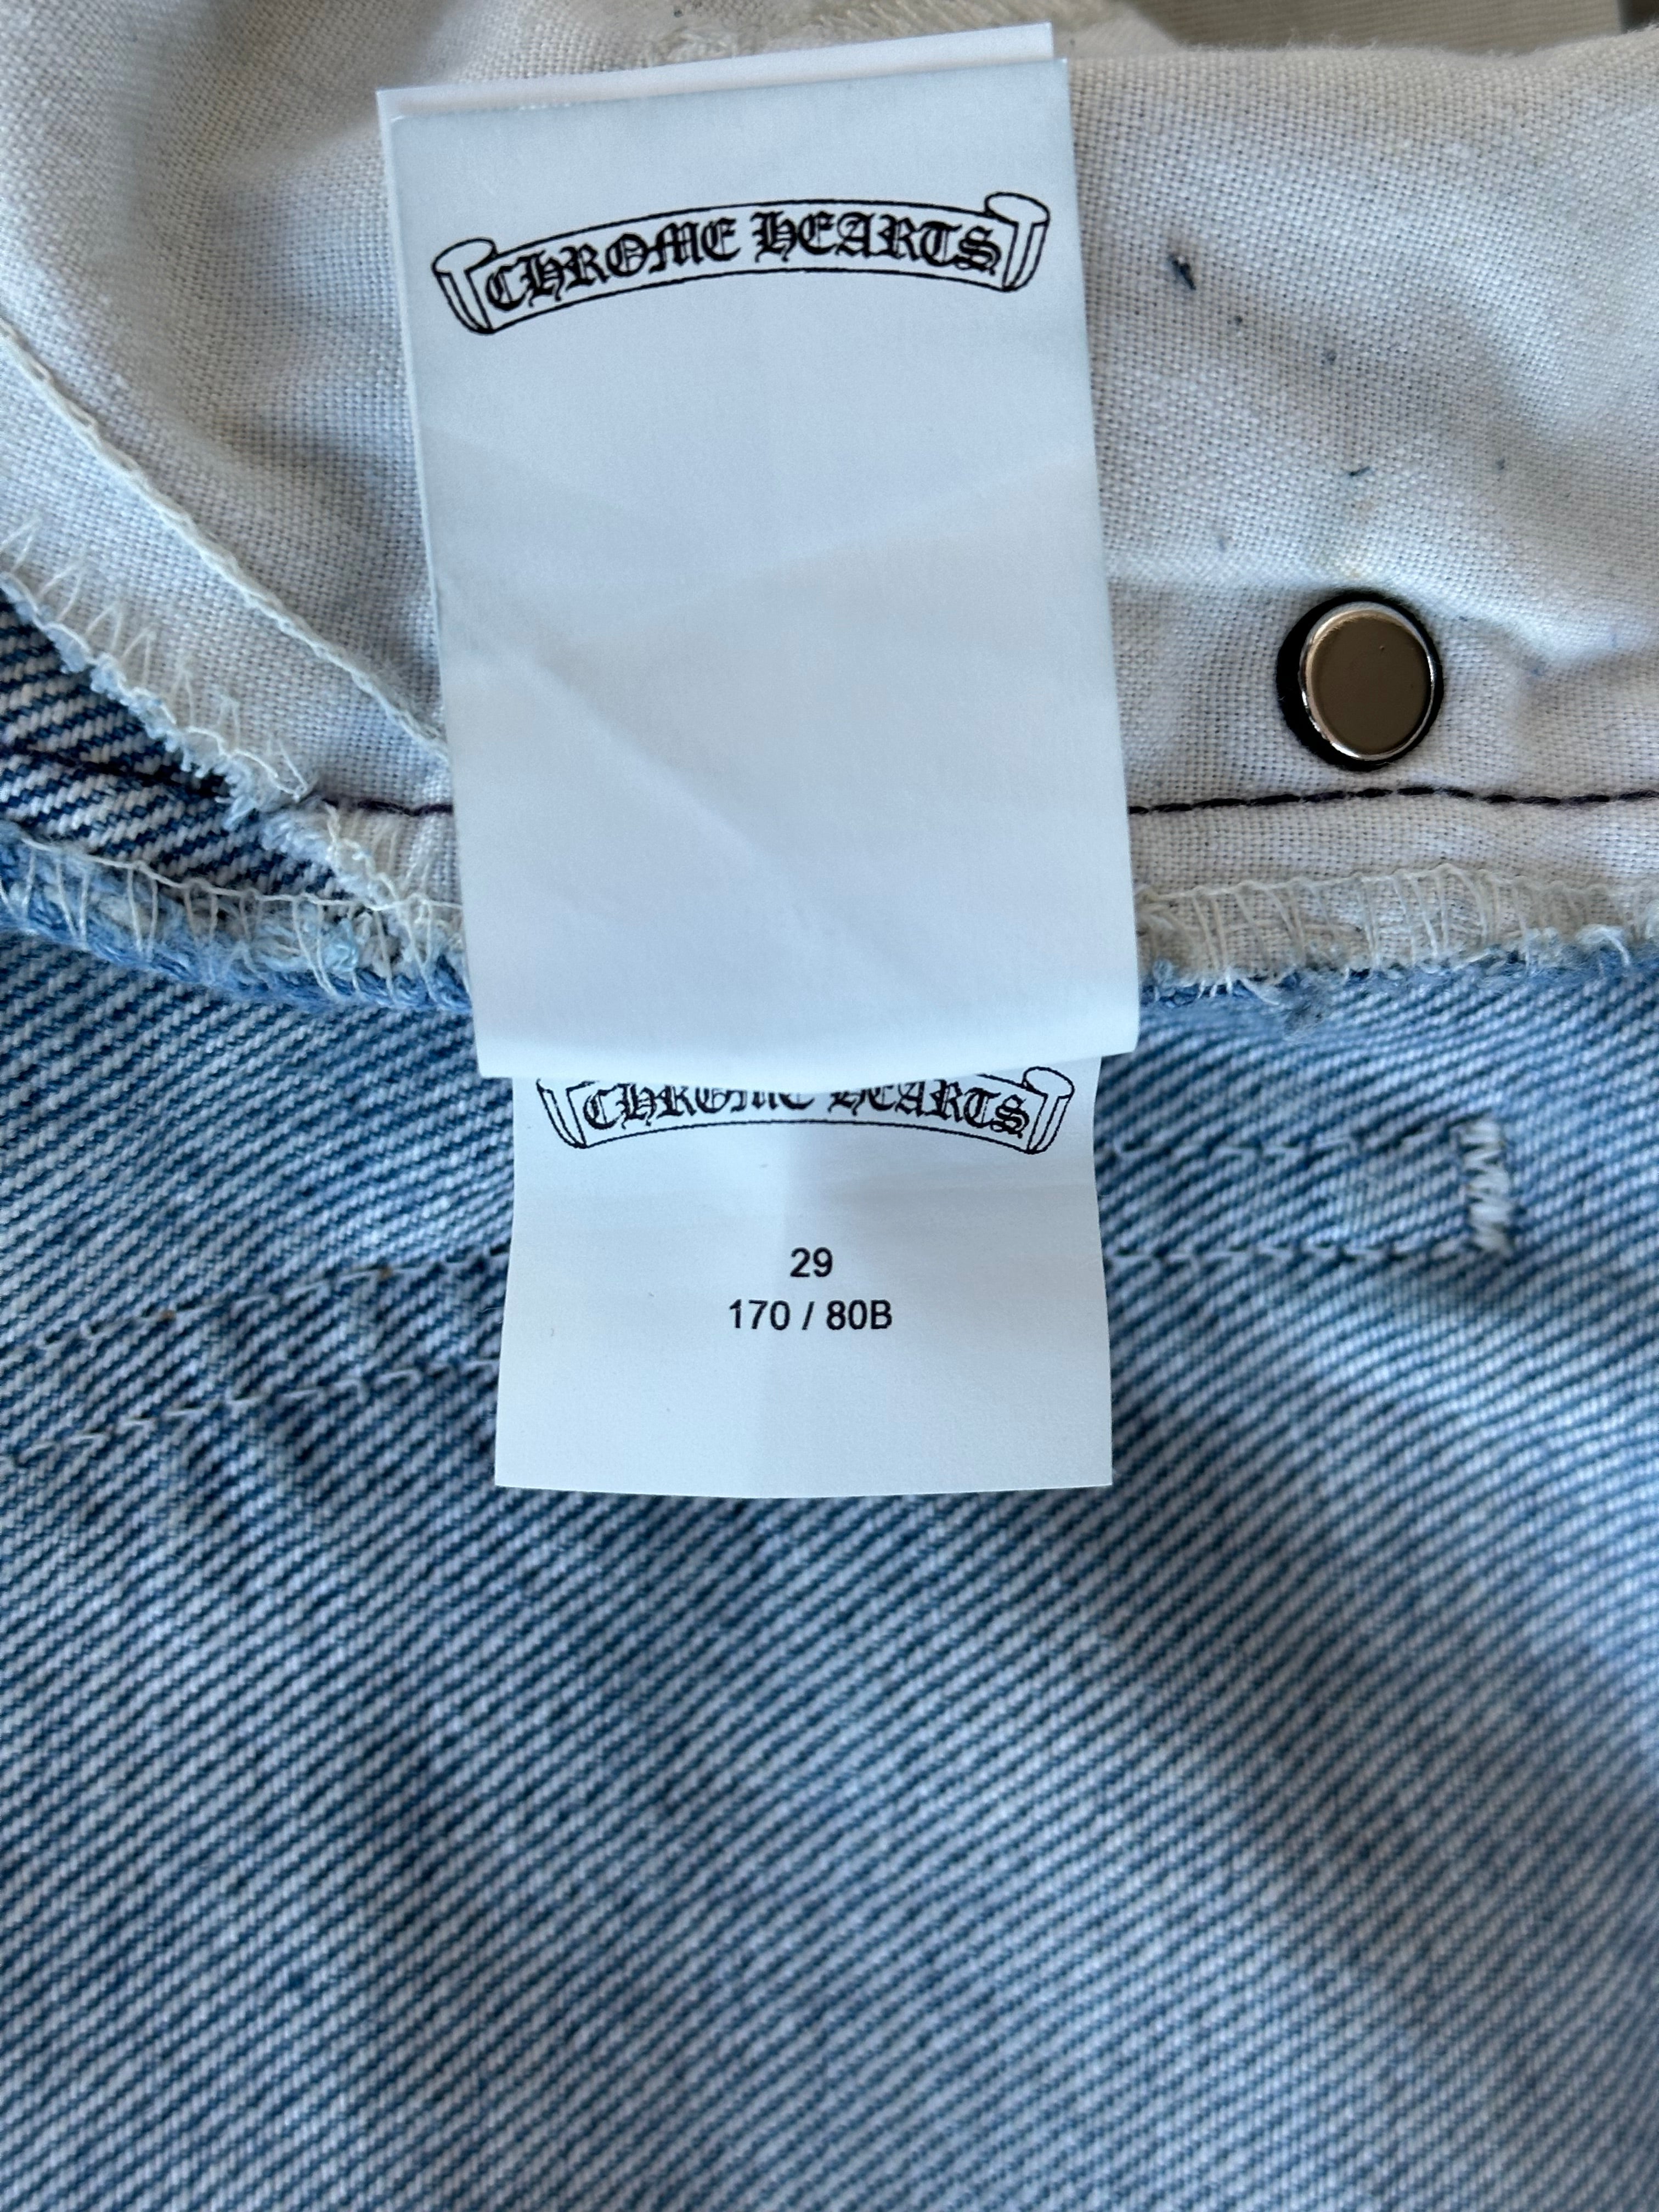 CHROME HEARTS
CHROME HEARTS
29
170 / 80B